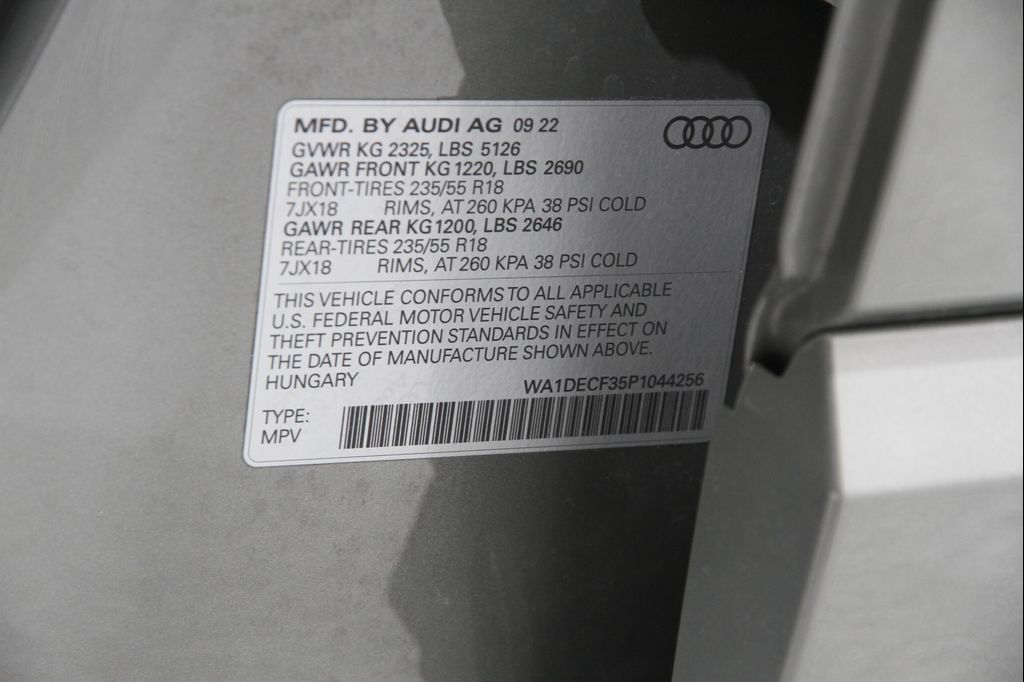 MFD. BY AUDI AG 09 22
GVWR KG 2325, LBS 5126
GAWR FRONT KG 1220, LBS 2690
FRONT-TIRES 235/55 R18
7JX18 RIMS, AT 260 KPA 38 PSI COLD
GAWR REAR KG 1200, LBS 2646
REAR-TIRES 235/55 R18
7JX18 RIMS, AT 260 KPA 38 PSI COLD
THIS VEHICLE CONFORMS TO ALL APPLICABLE
U.S. FEDERAL MOTOR VEHICLE SAFETY AND
THEFT PREVENTION STANDARDS IN EFFECT ON
THE DATE OF MANUFACTURE SHOWN ABOVE.
HUNGARY WA1DECF35P1044256
TYPE:
MPV